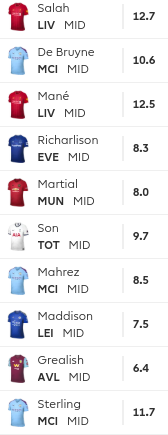 Salah
LIV MID
12.7
De Bruyne
MCI MID
10.6
Mané
LIV MID
12.5
Richarlison
EVE MID
8.3
Martial
MUN MID
8.0
Son
TOT MID
9.7
Mahrez
MCI MID
8.5
Maddison
LEI MID
7.5
Grealish
AVL MID
6.4
Sterling
MCI MID
11.7